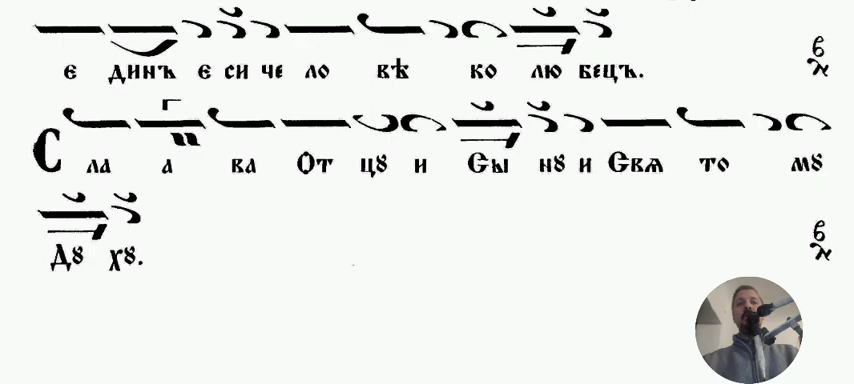 е динъ е си че ло вѣ ко лю бецъ.
Сла а ва От цꙋ и Сы нꙋ и Свѧ то мꙋ
Дꙋ хꙋ.